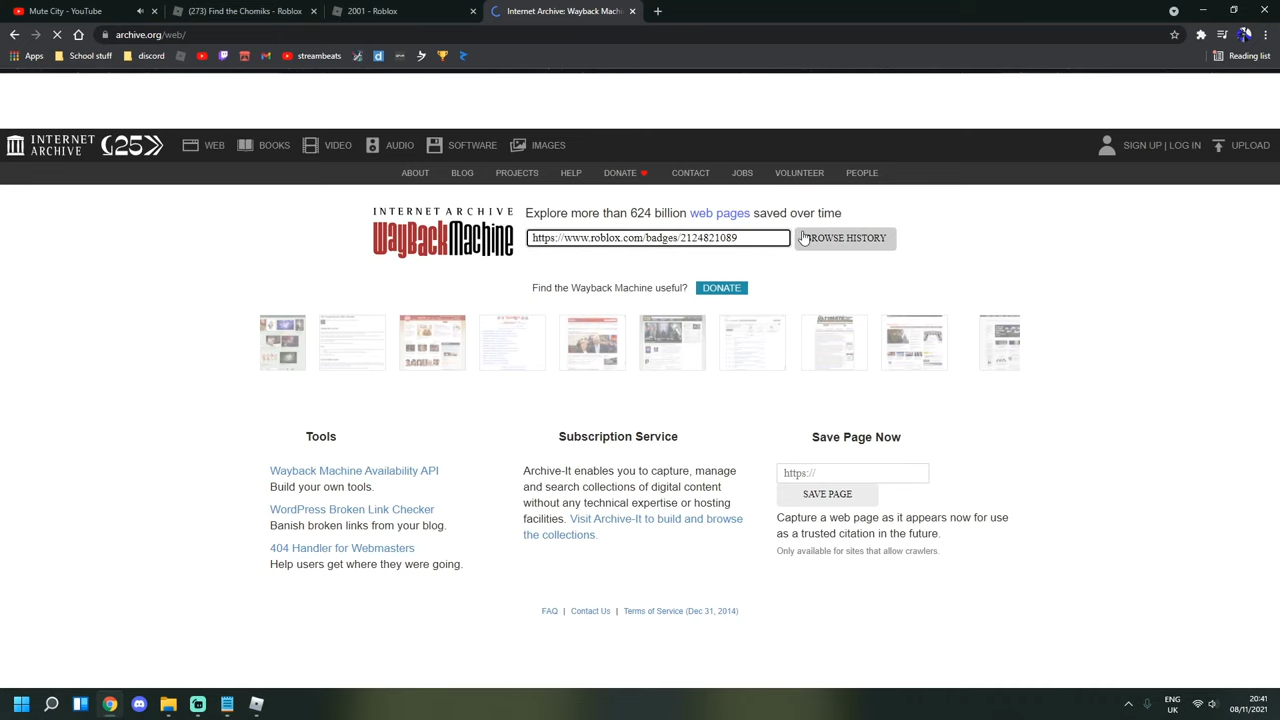 Mute City - YouTube
(273) Find the Chomiks - Roblox
2001 - Roblox
Internet Archive: Wayback Machin
archive.org/web/
Apps
School stuffs
discord
streambeats
Reading list
INTERNET ARCHIVE
25
WEB
BOOKS
VIDEO
AUDIO
SOFTWARE
IMAGES
SIGN UP | LOG IN
UPLOAD
ABOUT
BLOG
PROJECTS
HELP
DONATE
CONTACT
JOBS
VOLUNTEER
PEOPLE
INTERNET ARCHIVE
WayBackMachine
Explore more than 624 billion web pages saved over time
https://www.roblox.com/badges/2124821089
BROWSE HISTORY
Find the Wayback Machine useful?
DONATE
Tools
Wayback Machine Availability API
Build your own tools.
WordPress Broken Link Checker
Banish broken links from your blog.
404 Handler for Webmasters
Help users get where they were going.
Subscription Service
Archive-It enables you to capture, manage
and search collections of digital content
without any technical expertise or hosting
facilities. Visit Archive-It to build and browse
the collections.
Save Page Now
https://
SAVE PAGE
Capture a web page as it appears now for use
as a trusted citation in the future.
Only available for sites that allow crawlers.
FAQ | Contact Us | Terms of Service (Dec 31, 2014)
ENG
UK
20:41
08/11/2021